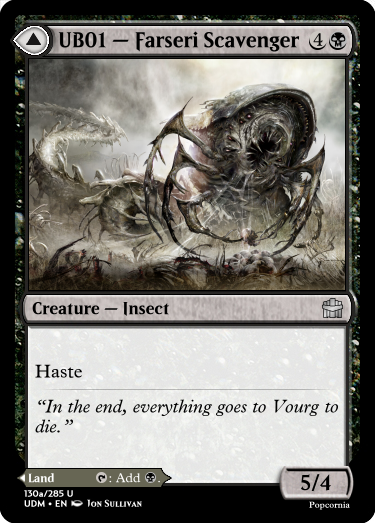 UB01 — Farseri Scavenger 4
Creature — Insect
Haste
“In the end, everything goes to Vourg to
die.”
Land : Add .
5/4
130a/285 U
UDM • EN Jon Sullivan
Popcornia